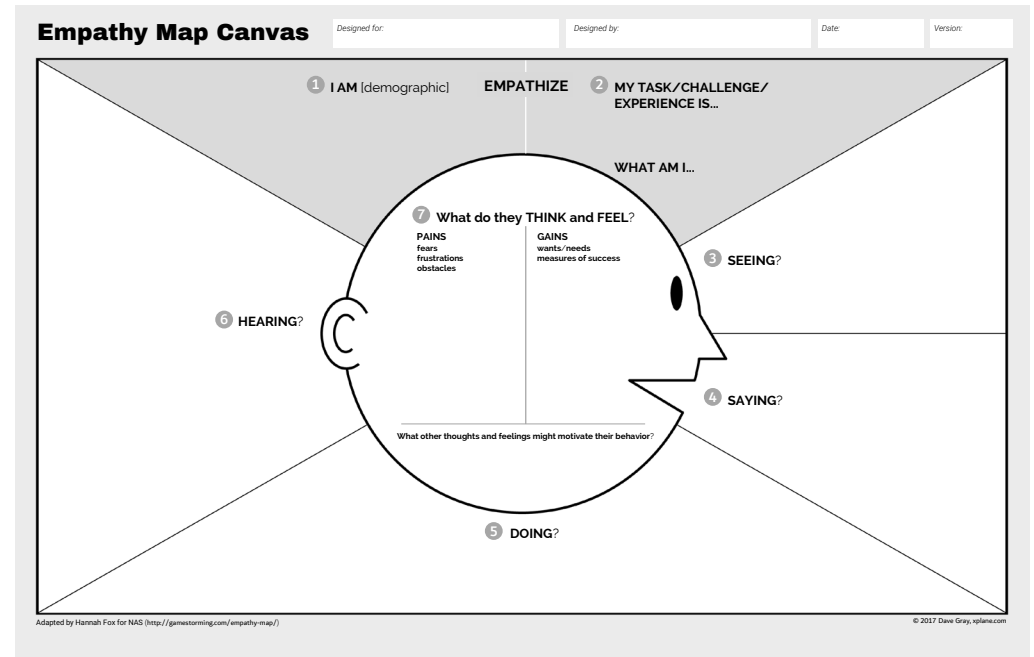 Empathy Map Canvas
Designed for:
Designed by:
Date:
Version:
1 I AM [demographic]
EMPATHIZE
2 MY TASK/CHALLENGE/
EXPERIENCE IS...
WHAT AM I...
7 What do they THINK and FEEL?
PAINS
fears
frustrations
obstacles
GAINS
wants/needs
measures of success
3 SEEING?
6 HEARING?
4 SAYING?
What other thoughts and feelings might motivate their behavior?
5 DOING?
Adapted by Hannah Fox for NAS (http://gamestorming.com/empathy-map/)
© 2017 Dave Gray, xplane.com